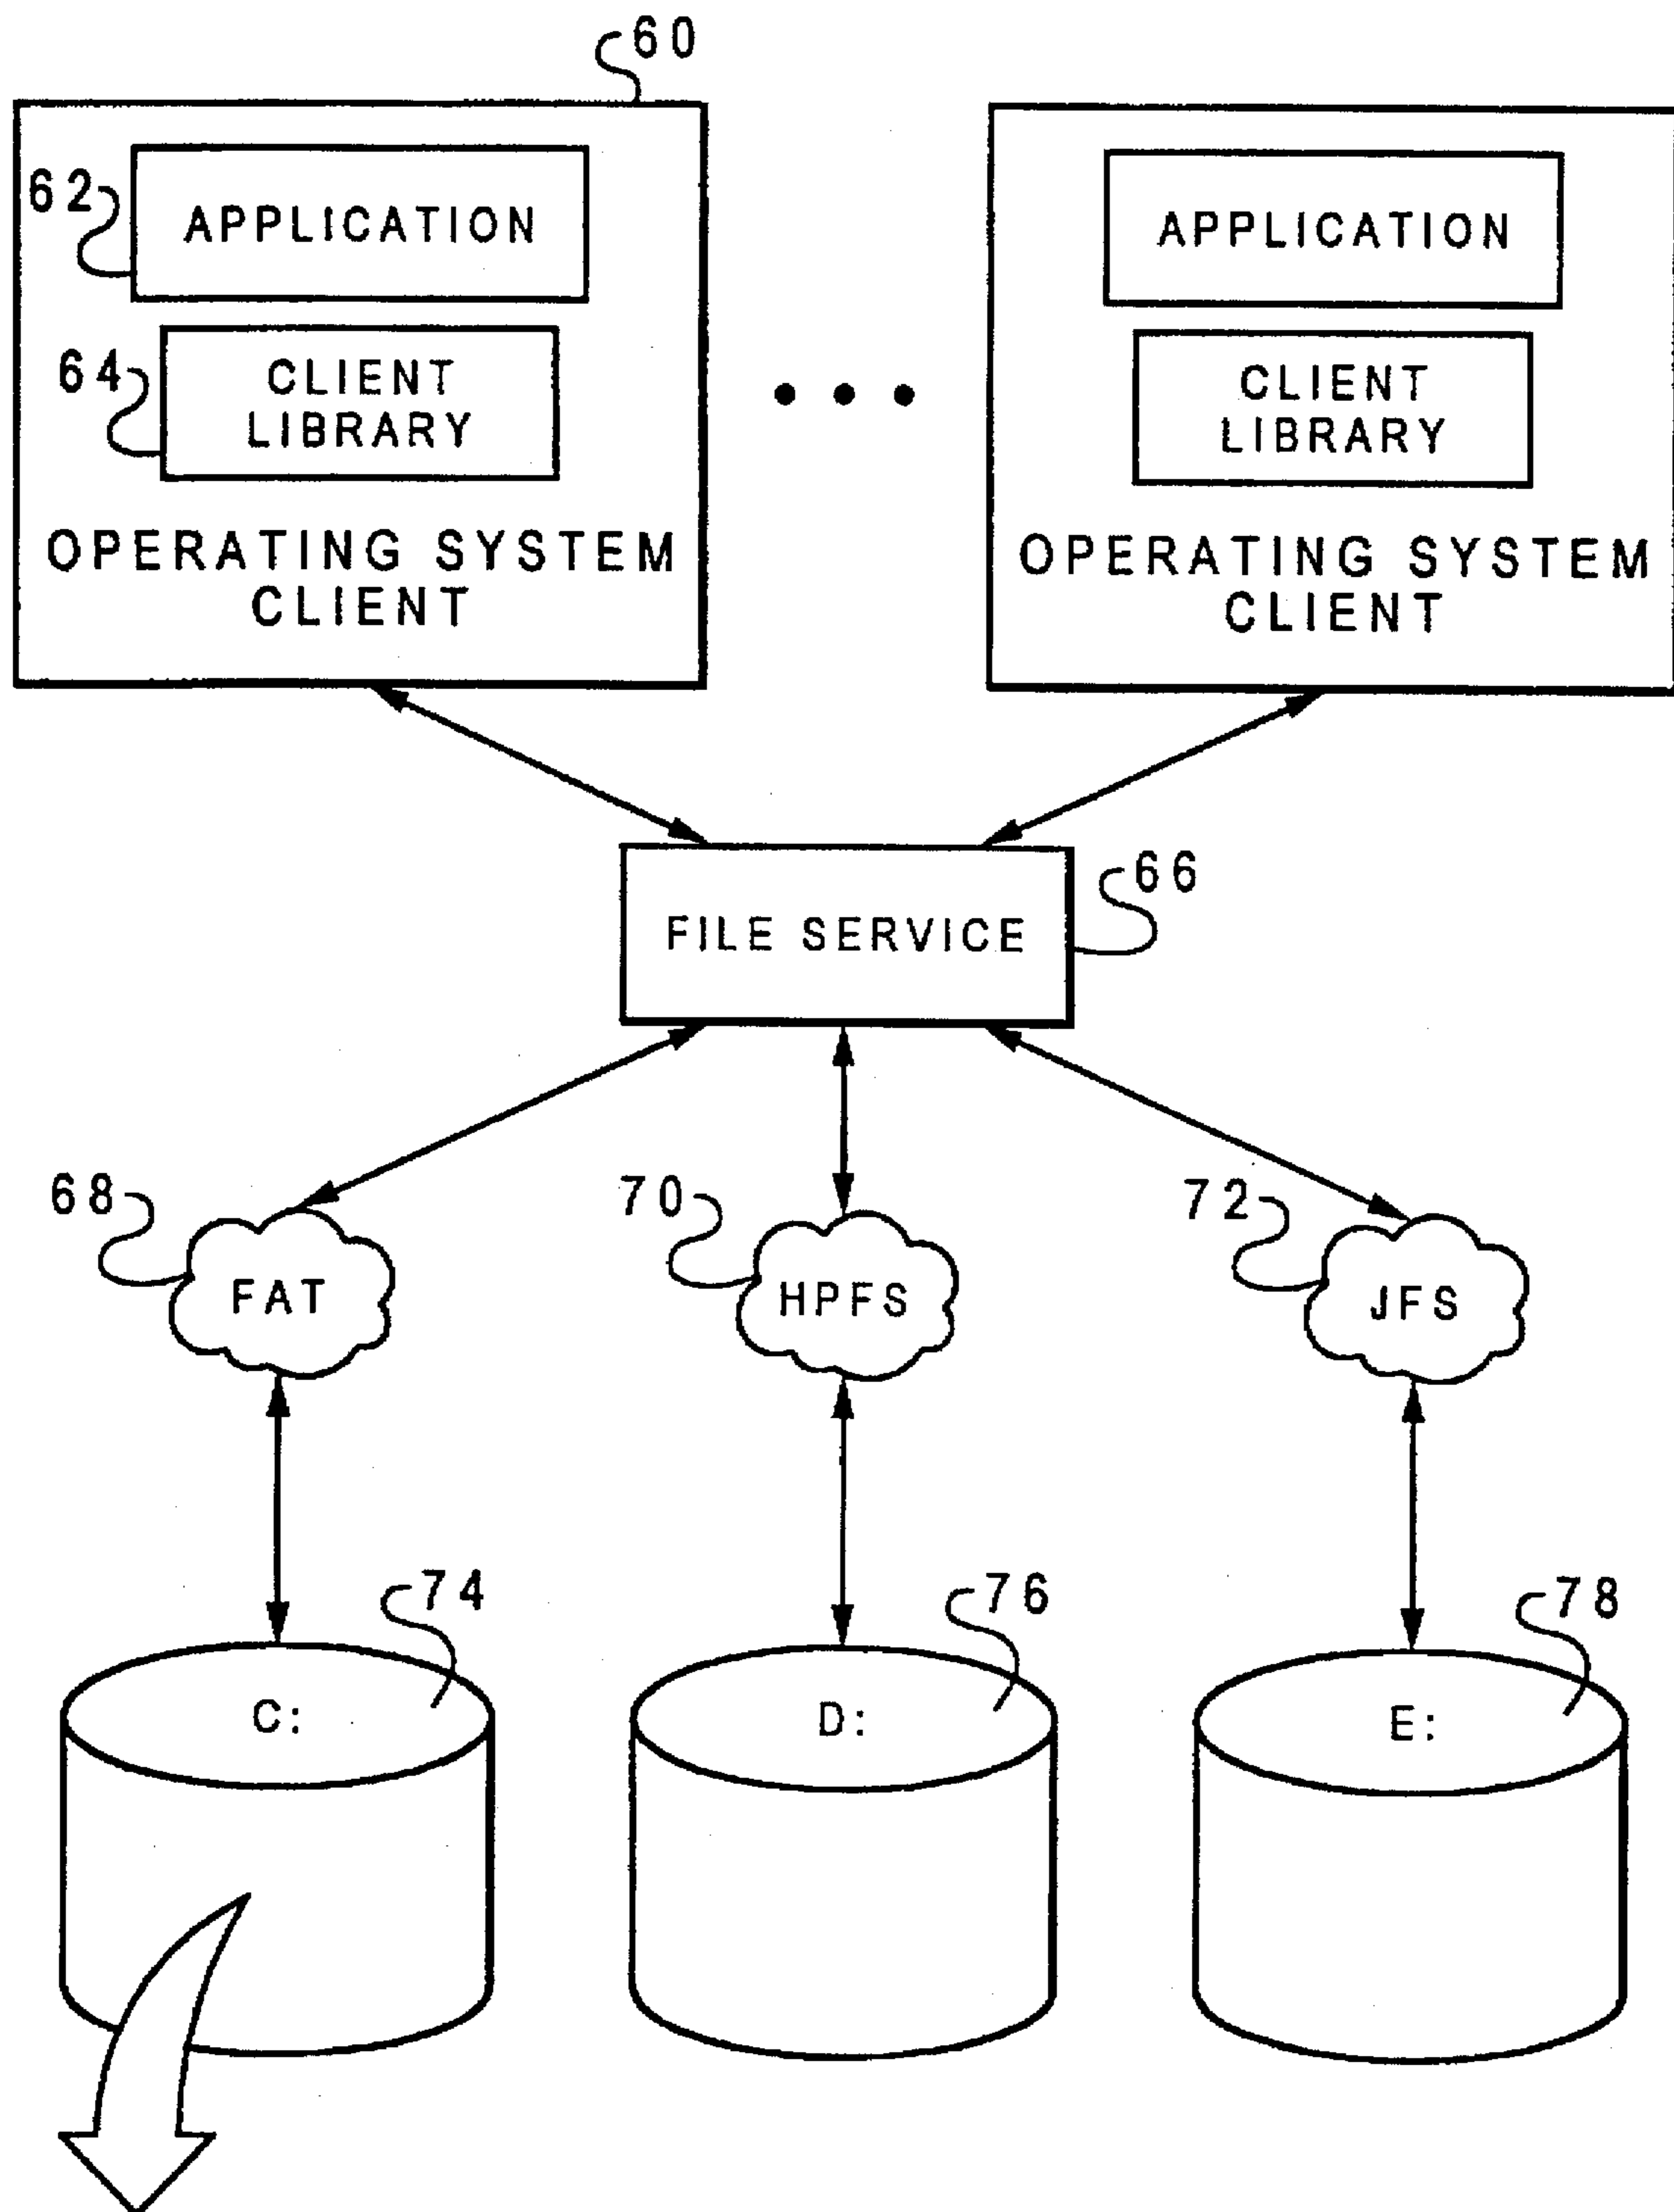 60
62
APPLICATION
APPLICATION
64
CLIENT
LIBRARY
CLIENT
LIBRARY
OPERATING SYSTEM
CLIENT
OPERATING SYSTEM
CLIENT
66
FILE SERVICE
68
70
72
FAT
HPFS
JFS
74
76
78
C:
D:
E: